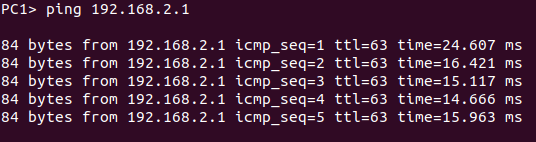 PC1> ping 192.168.2.1
84 bytes from 192.168.2.1 icmp_seq=1 ttl=63 time=24.607 ms
84 bytes from 192.168.2.1 icmp_seq=2 ttl=63 time=16.421 ms
84 bytes from 192.168.2.1 icmp_seq=3 ttl=63 time=15.117 ms
84 bytes from 192.168.2.1 icmp_seq=4 ttl=63 time=14.666 ms
84 bytes from 192.168.2.1 icmp_seq=5 ttl=63 time=15.963 ms